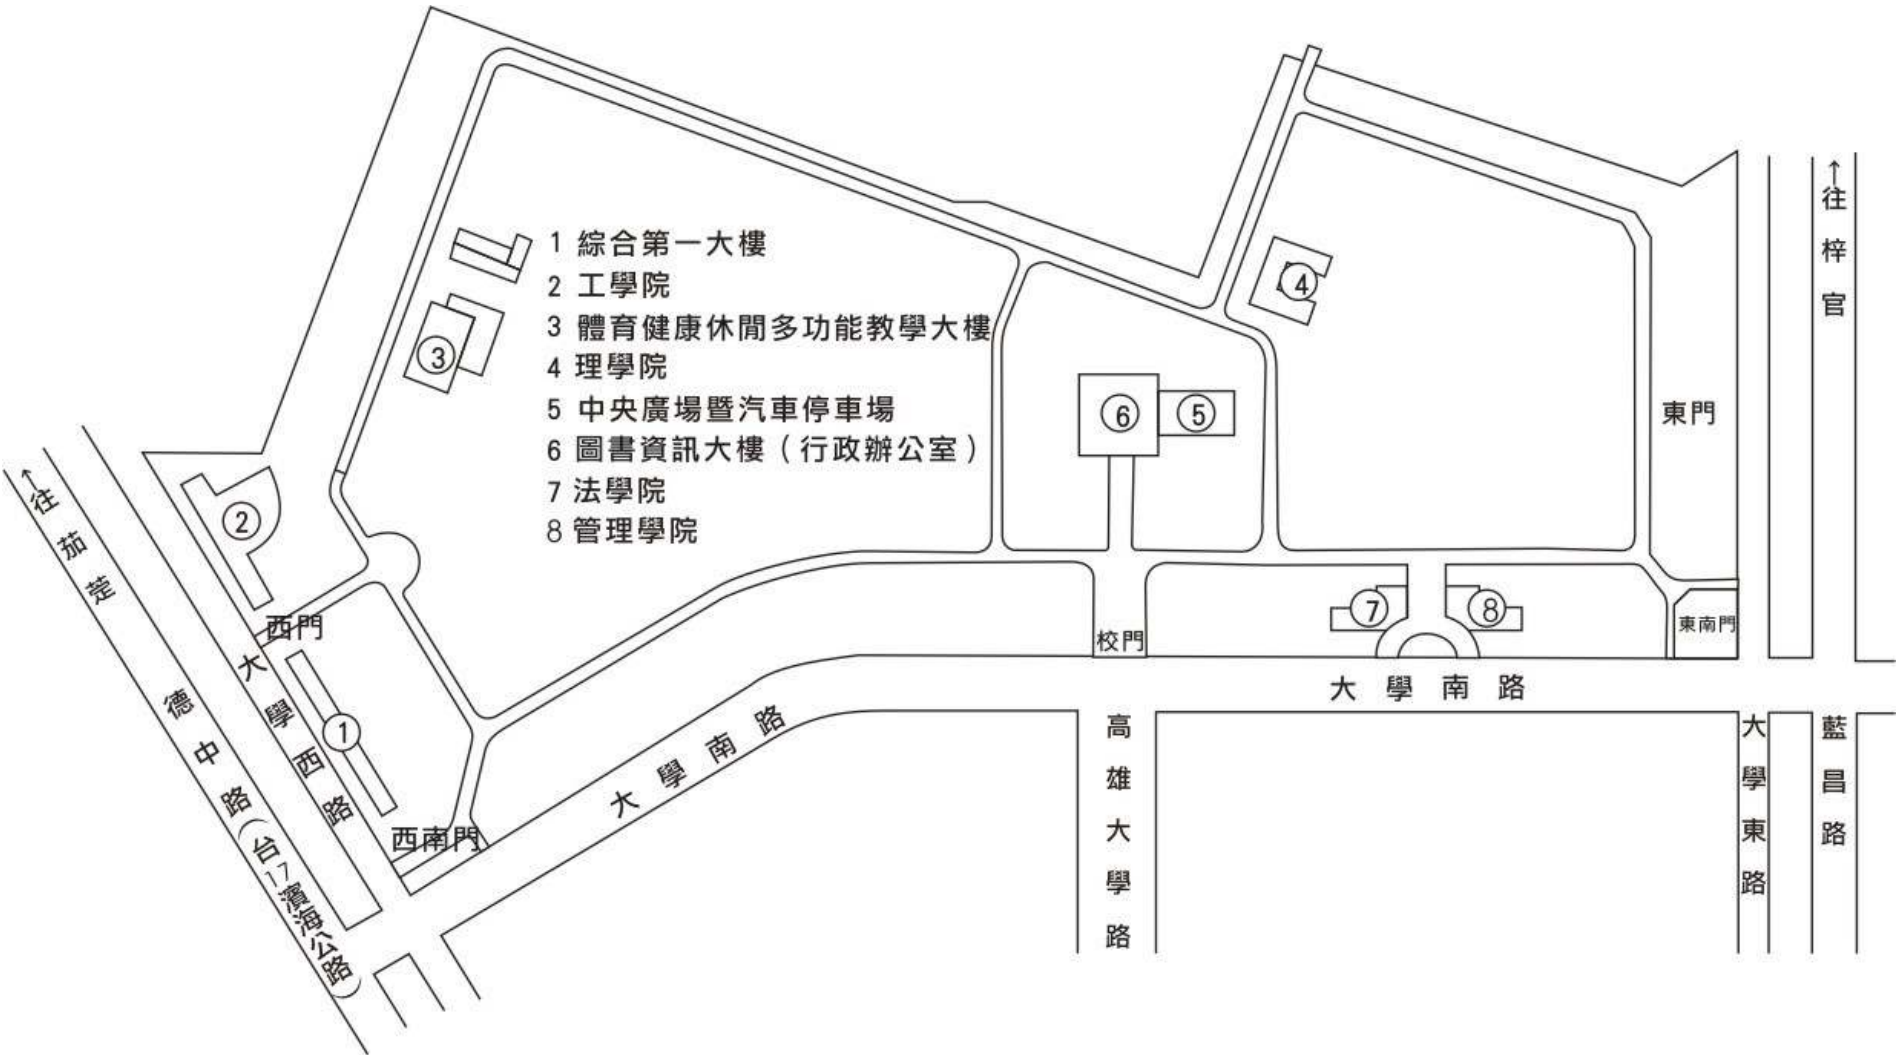 1 綜合第一大樓
2 工學院
3 體育健康休閒多功能教學大樓
4 理學院
5 中央廣場暨汽車停車場
6 圖書資訊大樓（行政辦公室）
7 法學院
8 管理學院
③
④
⑥
⑤
②
①
⑦
⑧
↑往梓官
東門
東南門
校門
西門
西南門
↑往茄萣
德中路（台17濱海公路）
大學西路
大學南路
大學南路
高雄大學路
大學東路
藍昌路